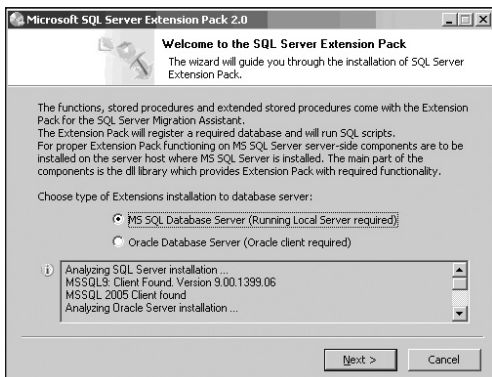 Microsoft SQL Server Extension Pack 2.0
Welcome to the SQL Server Extension Pack
The wizard will guide you through the installation of SQL Server
Extension Pack.
The functions, stored procedures and extended stored procedures come with the Extension
Pack for the SQL Server Migration Assistant.
The Extension Pack will register a required database and will run SQL scripts.
For proper Extension Pack functioning on MS SQL Server server-side components are to be
installed on the server host where MS SQL Server is installed. The main part of the
components is the dll library which provides Extension Pack with required functionality.
Choose type of Extensions installation to database server:
MS SQL Database Server (Running Local Server required)
Oracle Database Server (Oracle client required)
Analyzing SQL Server installation ...
MSSQL9: Client Found. Version 9.00.1399.06
MSSQL 2005 Client found
Analyzing Oracle Server installation ...
Next >
Cancel